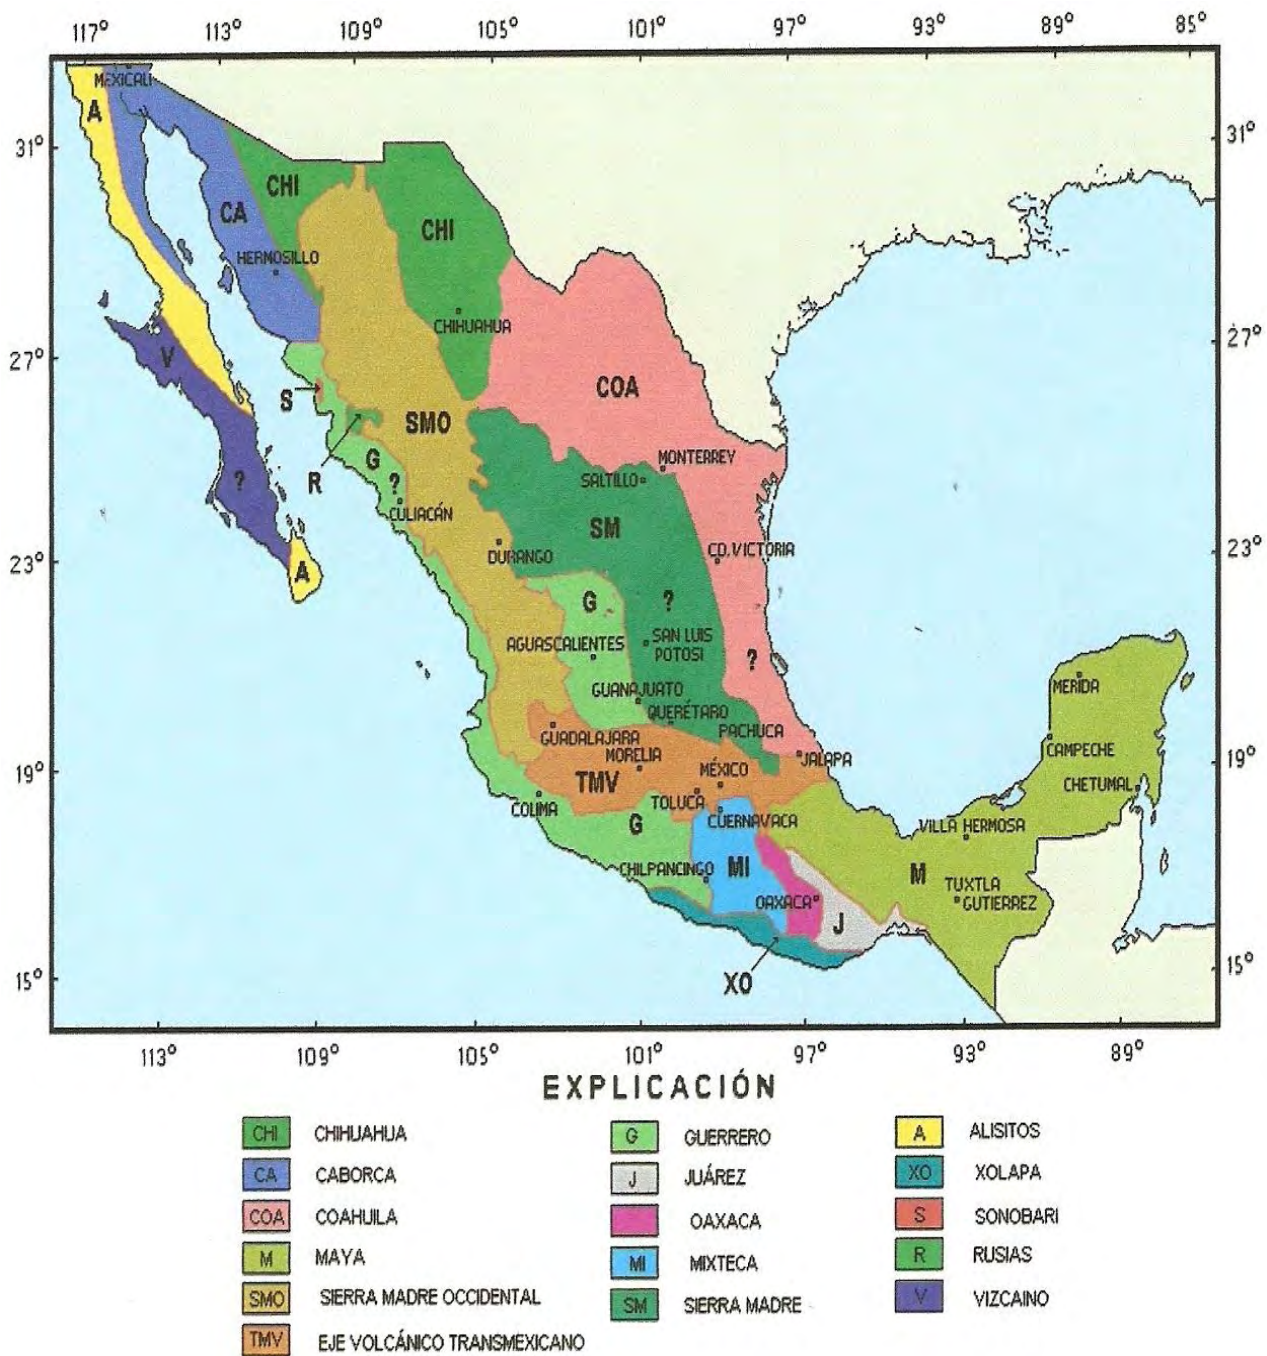 117° 113° 109° 105° 101° 97° 93° 89° 85°
MEXICALI
A
31° 31°
CHI
CA
CHI
HERMOSILLO
CHIHUAHUA
27° 27°
V
COA
S
SMO
MONTERREY
G
R
?
?
SALTILLO
CULIACÁN
SM
CD. VICTORIA
DURANGO
23° 23°
A
G
?
SAN LUIS
POTOSI
AGUASCALIENTES
?
MERIDA
GUANAJUATO
QUERÉTARO
PACHUCA
GUADALAJARA
CAMPECHE
MORELIA
JALAPA
MÉXICO
19° 19°
TMV
CHETUMAL
TOLUCA
COLIMA
CUERNAVACA
G
VILLA HERMOSA
CHILPANCINGO
MI
M
TUXTLA
GUTIERREZ
OAXACA
J
15° 15°
XO
113° 109° 105° 101° 97° 93° 89°
EXPLICACIÓN
CHI CHIHUAHUA
CA CABORCA
COA COAHUILA
M MAYA
SMO SIERRA MADRE OCCIDENTAL
TMV EJE VOLCÁNICO TRANSMEXICANO
G GUERRERO
J JUÁREZ
OAXACA
MI MIXTECA
SM SIERRA MADRE
A ALISITOS
XO XOLAPA
S SONOBARI
R RUSIAS
V VIZCAINO